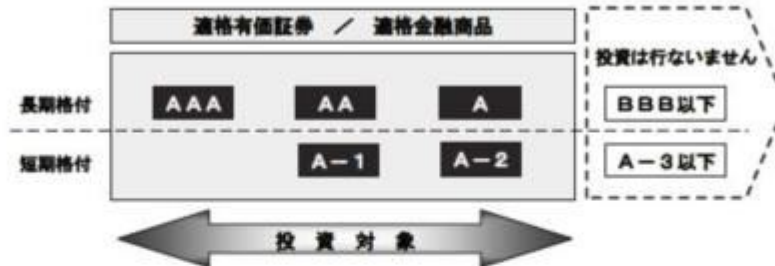 適格有価証券 ／ 適格金融商品
投資は行ないません
長期格付 AAA AA A BBB以下
短期格付 A－1 A－2 A－3以下
投資対象